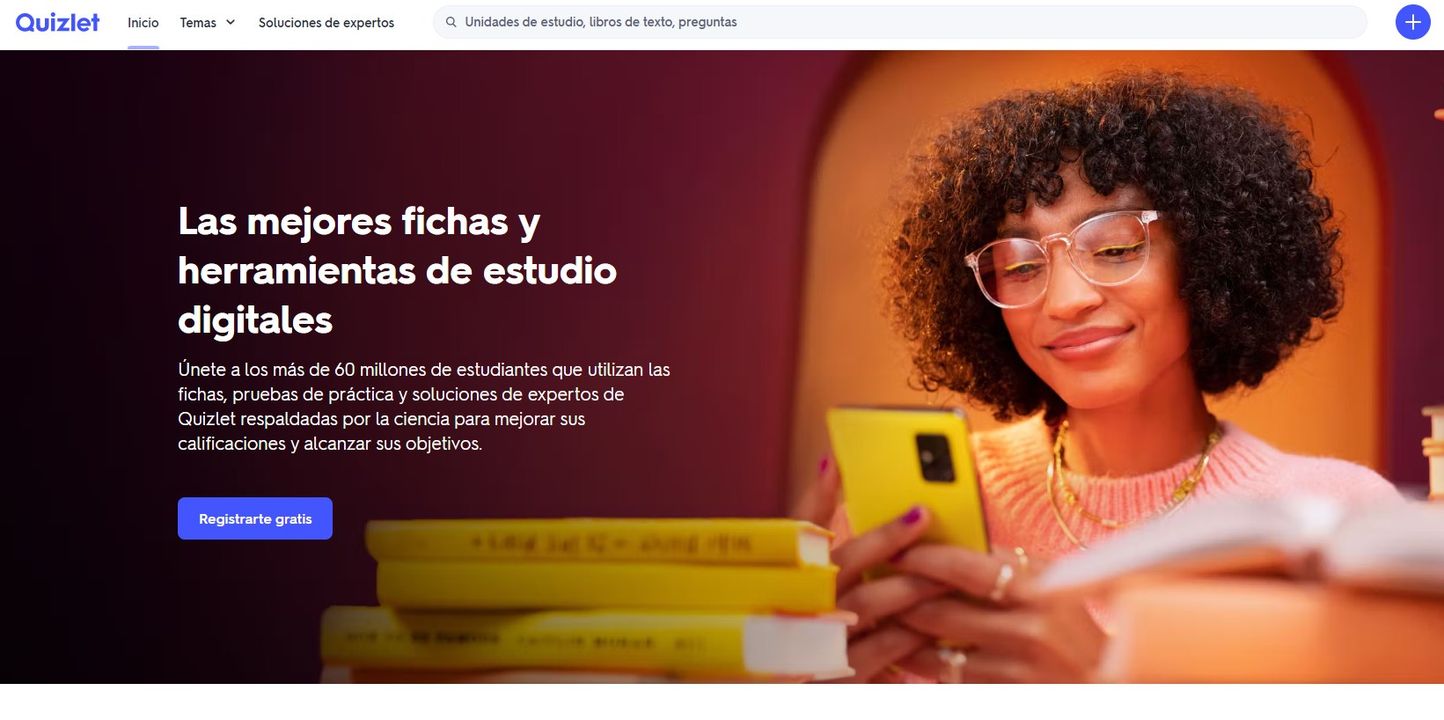 Quizlet
Inicio
Temas
Soluciones de expertos
Unidades de estudio, libros de texto, preguntas
Las mejores fichas y
herramientas de estudio
digitales
Únete a los más de 60 millones de estudiantes que utilizan las
fichas, pruebas de práctica y soluciones de expertos de
Quizlet respaldadas por la ciencia para mejorar sus
calificaciones y alcanzar sus objetivos.
Registrarte gratis